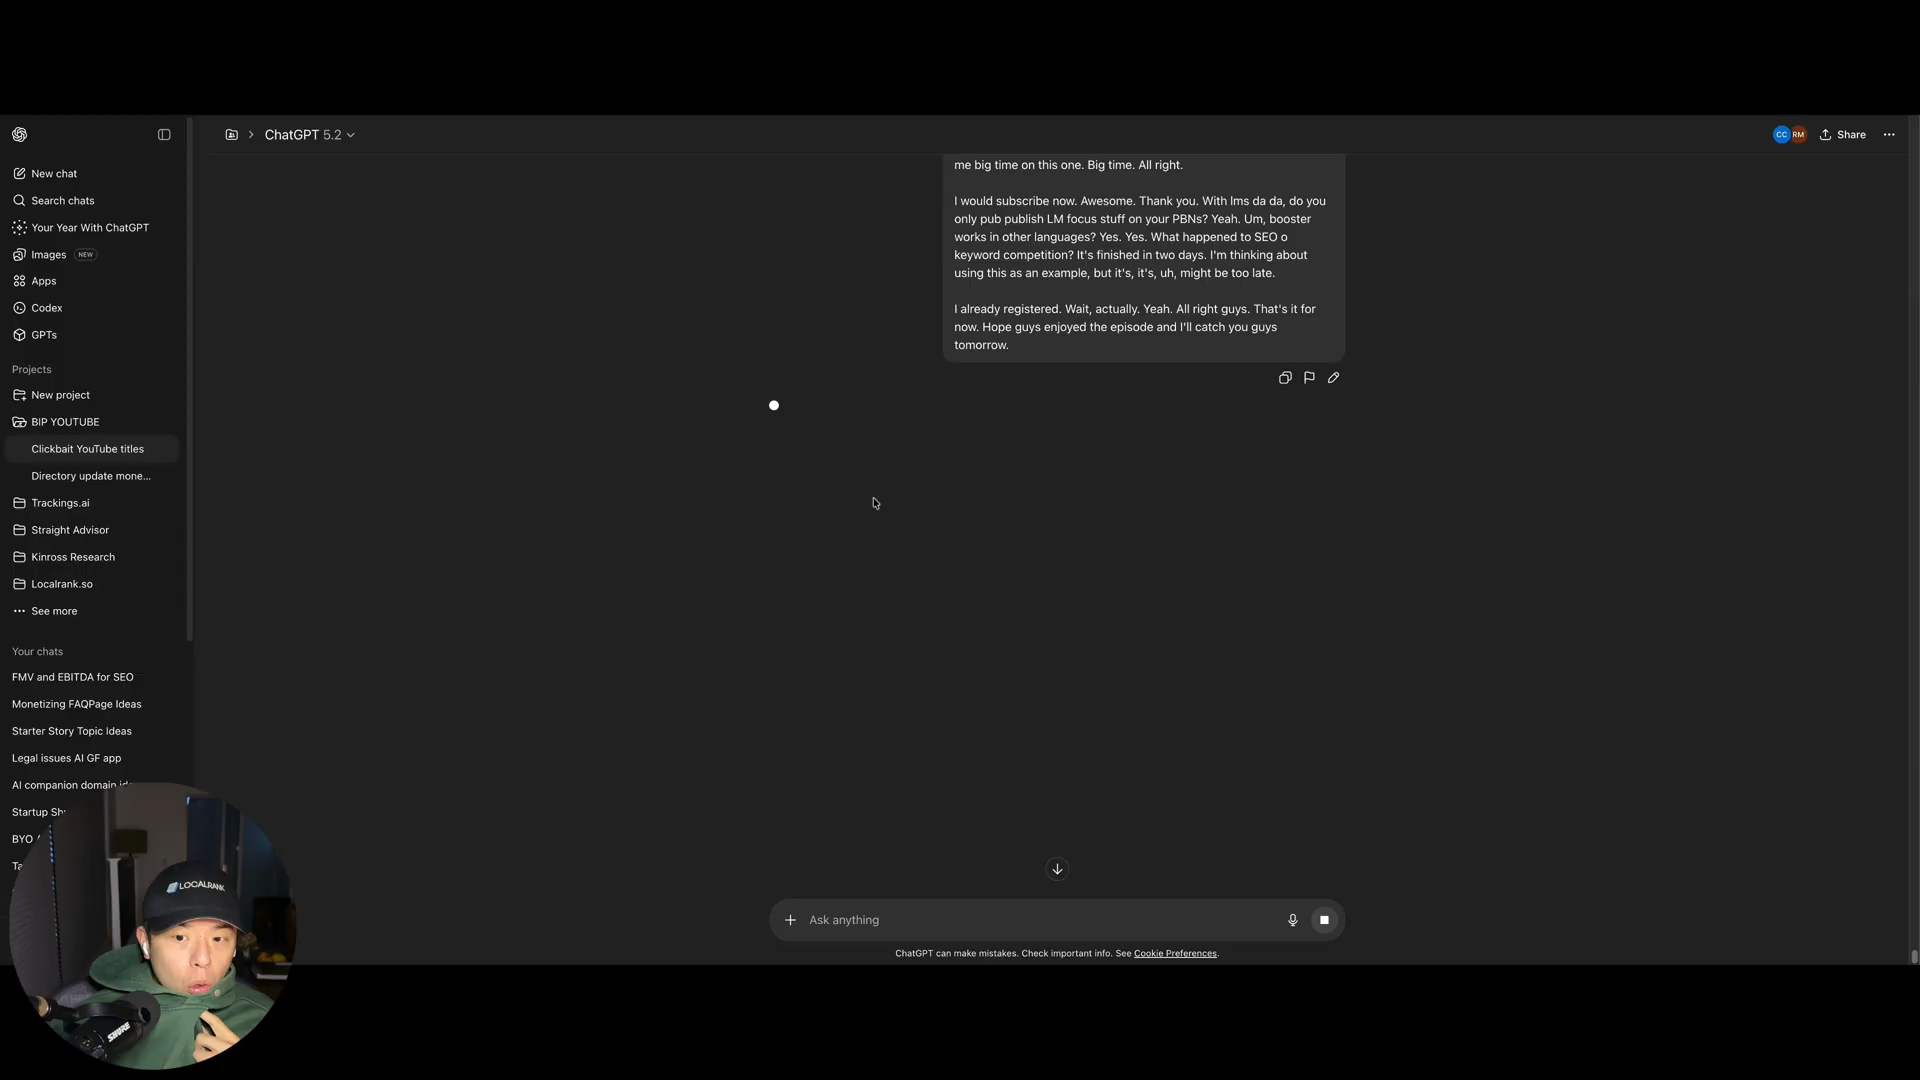 ChatGPT 5.2
CC
RM
Share
New chat
Search chats
Your Year With ChatGPT
Images NEW
Apps
Codex
GPTs
Projects
New project
BIP YOUTUBE
Clickbait YouTube titles
Directory update mone...
Trackings.ai
Straight Advisor
Kinross Research
Localrank.so
See more
Your chats
FMV and EBITDA for SEO
Monetizing FAQPage Ideas
Starter Story Topic Ideas
Legal issues AI GF app
AI companion domain
Startup
BYO
me big time on this one. Big time. All right.
I would subscribe now. Awesome. Thank you. With lms da da, do you
only pub publish LM focus stuff on your PBNs? Yeah. Um, booster
works in other languages? Yes. Yes. What happened to SEO o
keyword competition? It's finished in two days. I'm thinking about
using this as an example, but it's, it's, uh, might be too late.
I already registered. Wait, actually. Yeah. All right guys. That's it for
now. Hope guys enjoyed the episode and I'll catch you guys
tomorrow.
Ask anything
ChatGPT can make mistakes. Check important info. See Cookie Preferences.
LOCALRANK
SHURE